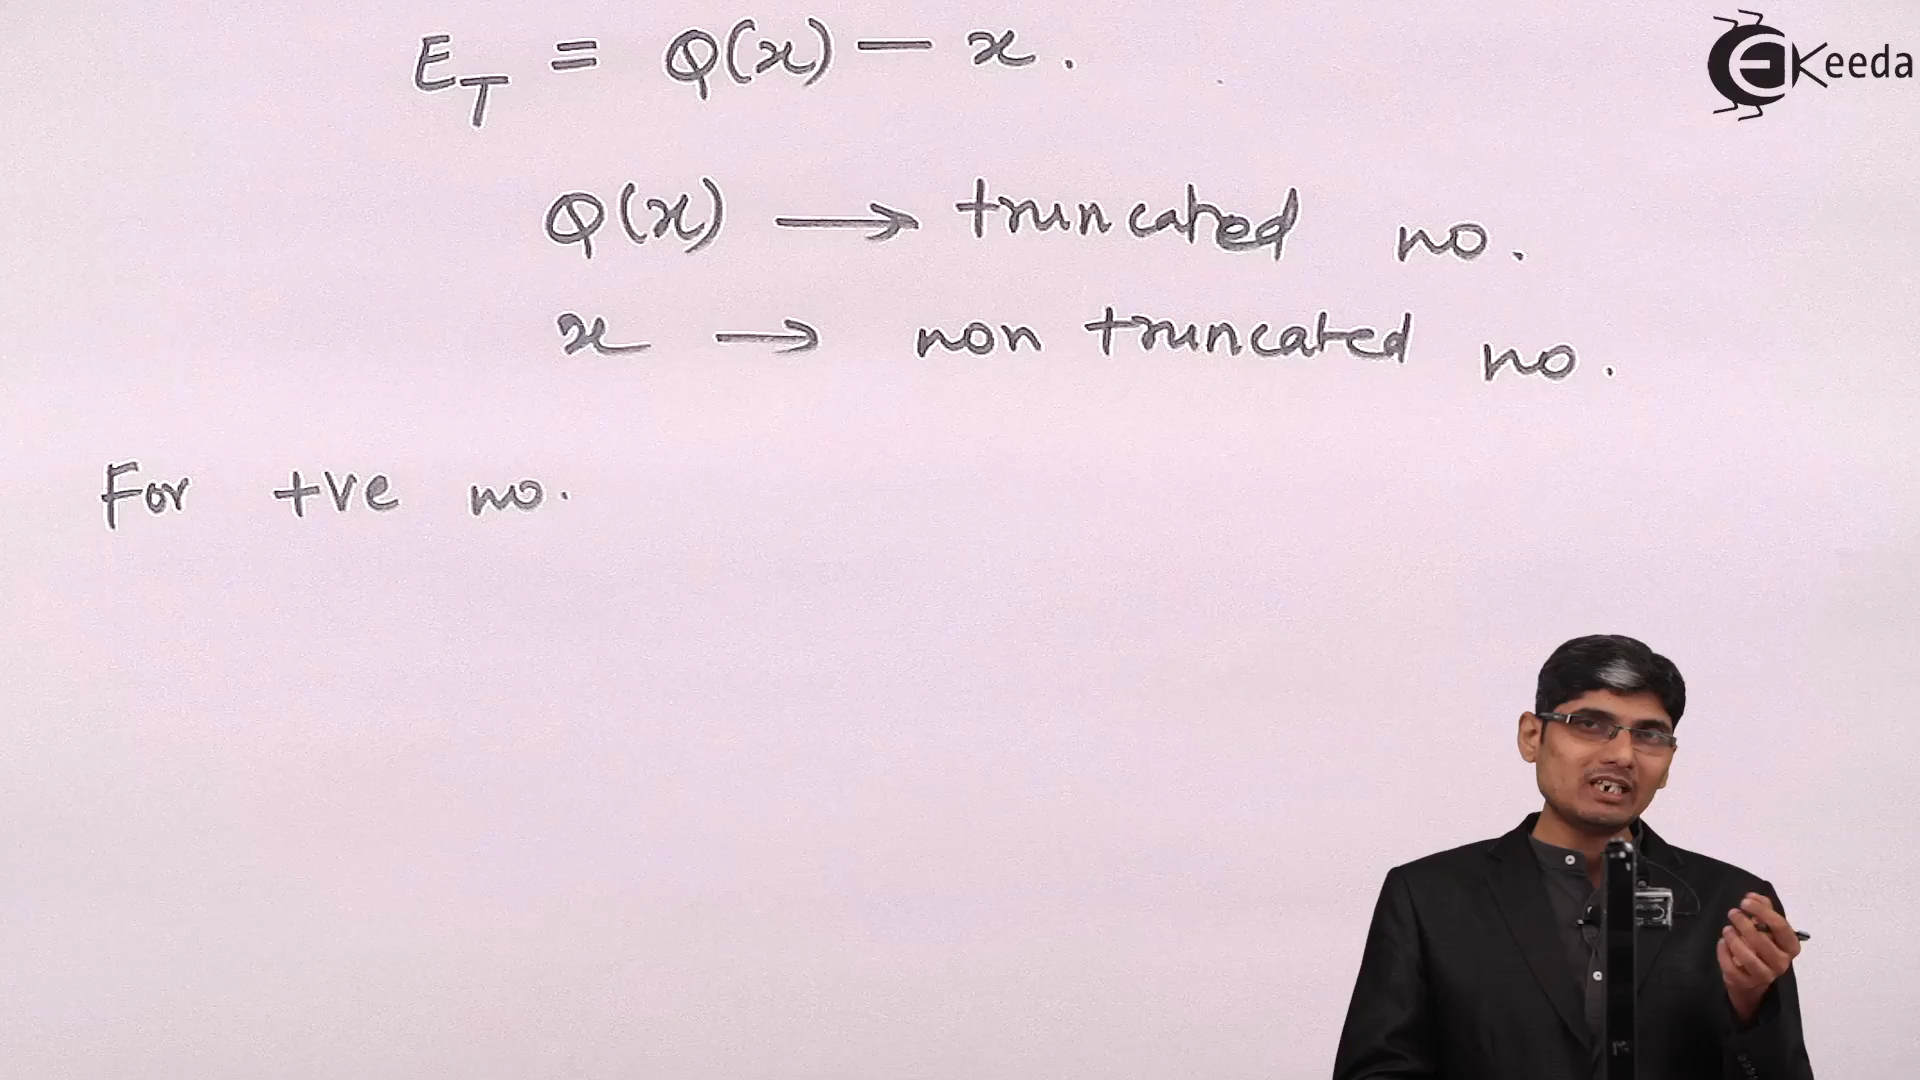 E_T = Q(x) — x.
EKeeda
Q(x) → truncated no.
x → non truncated no.
For +ve no.